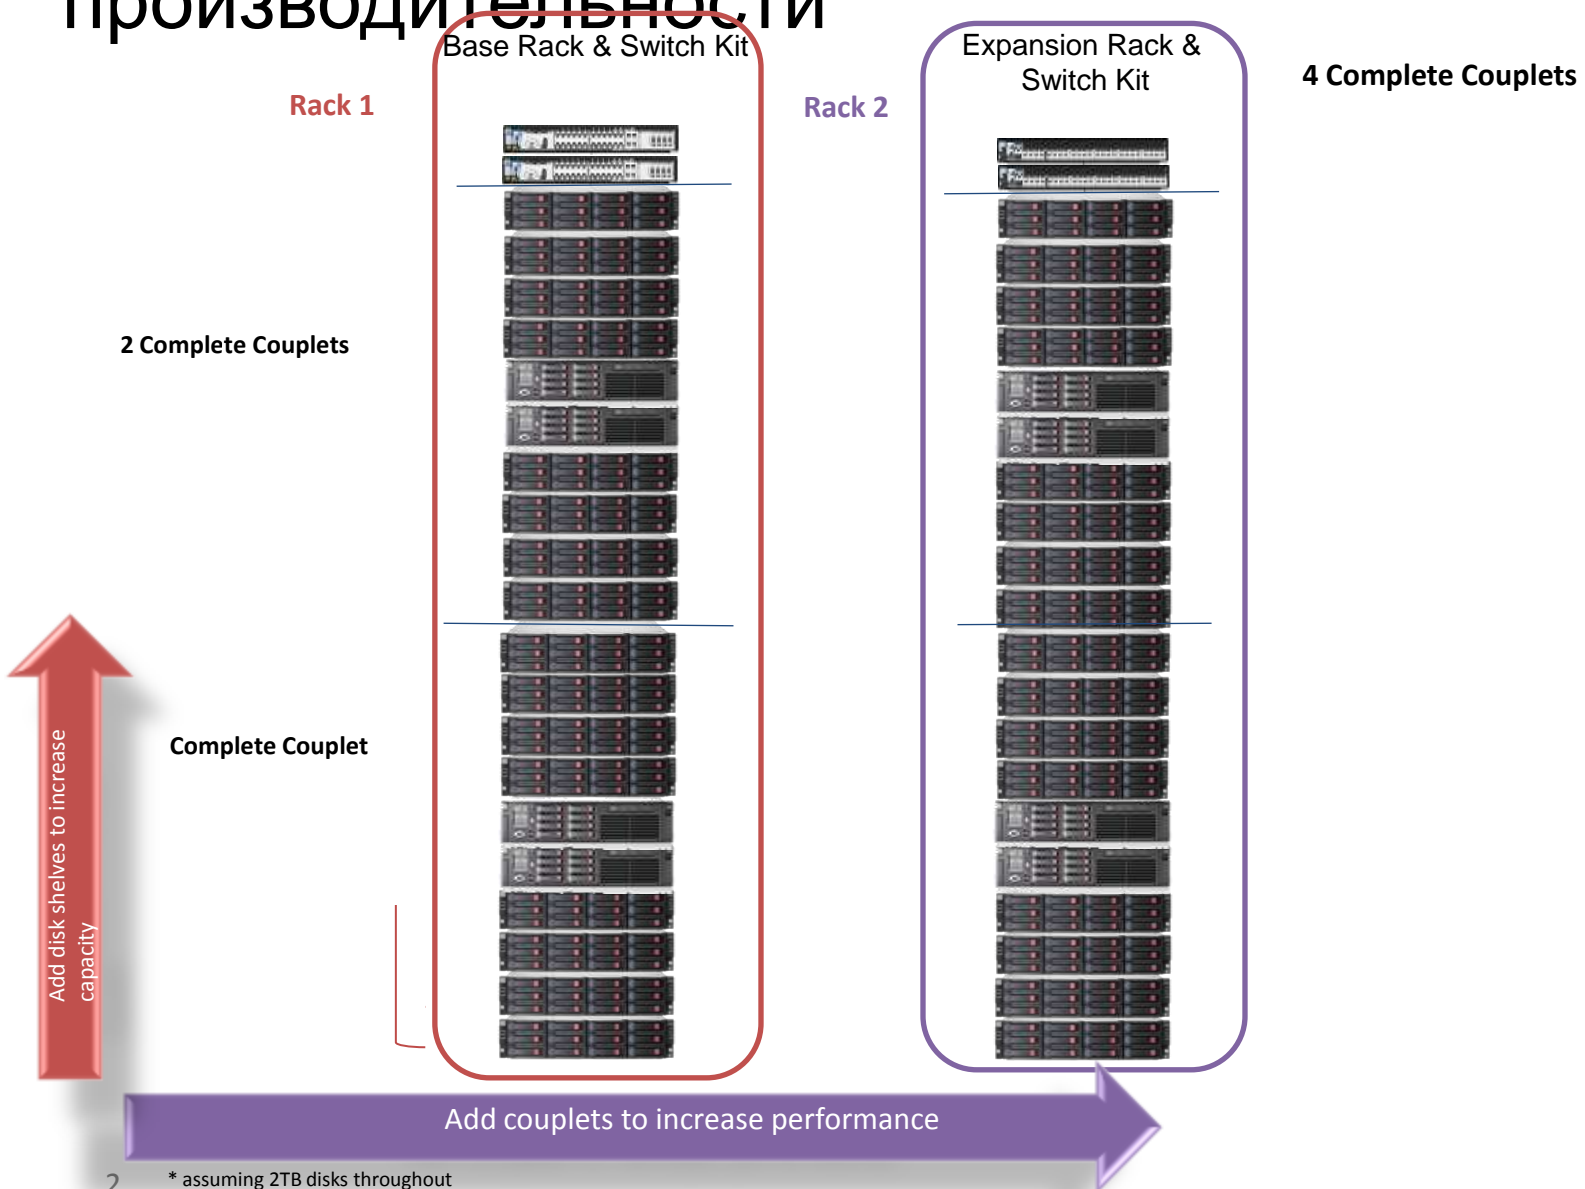 производительности
Base Rack & Switch Kit
Expansion Rack &
Switch Kit
4 Complete Couplets
Rack 1
Rack 2
2 Complete Couplets
Complete Couplet
Add disk shelves to increase
capacity
Add couplets to increase performance
2
* assuming 2TB disks throughout